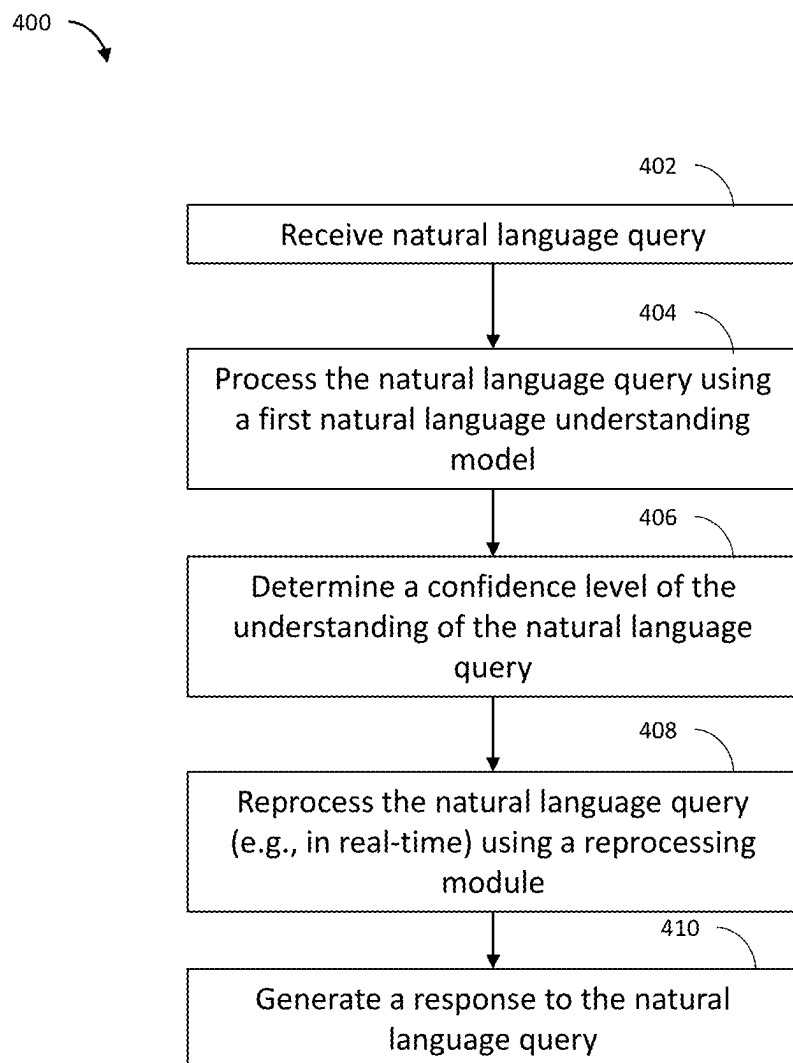 400
402
Receive natural language query
404
Process the natural language query using
a first natural language understanding
model
406
Determine a confidence level of the
understanding of the natural language
query
408
Reprocess the natural language query
(e.g., in real-time) using a reprocessing
module
410
Generate a response to the natural
language query